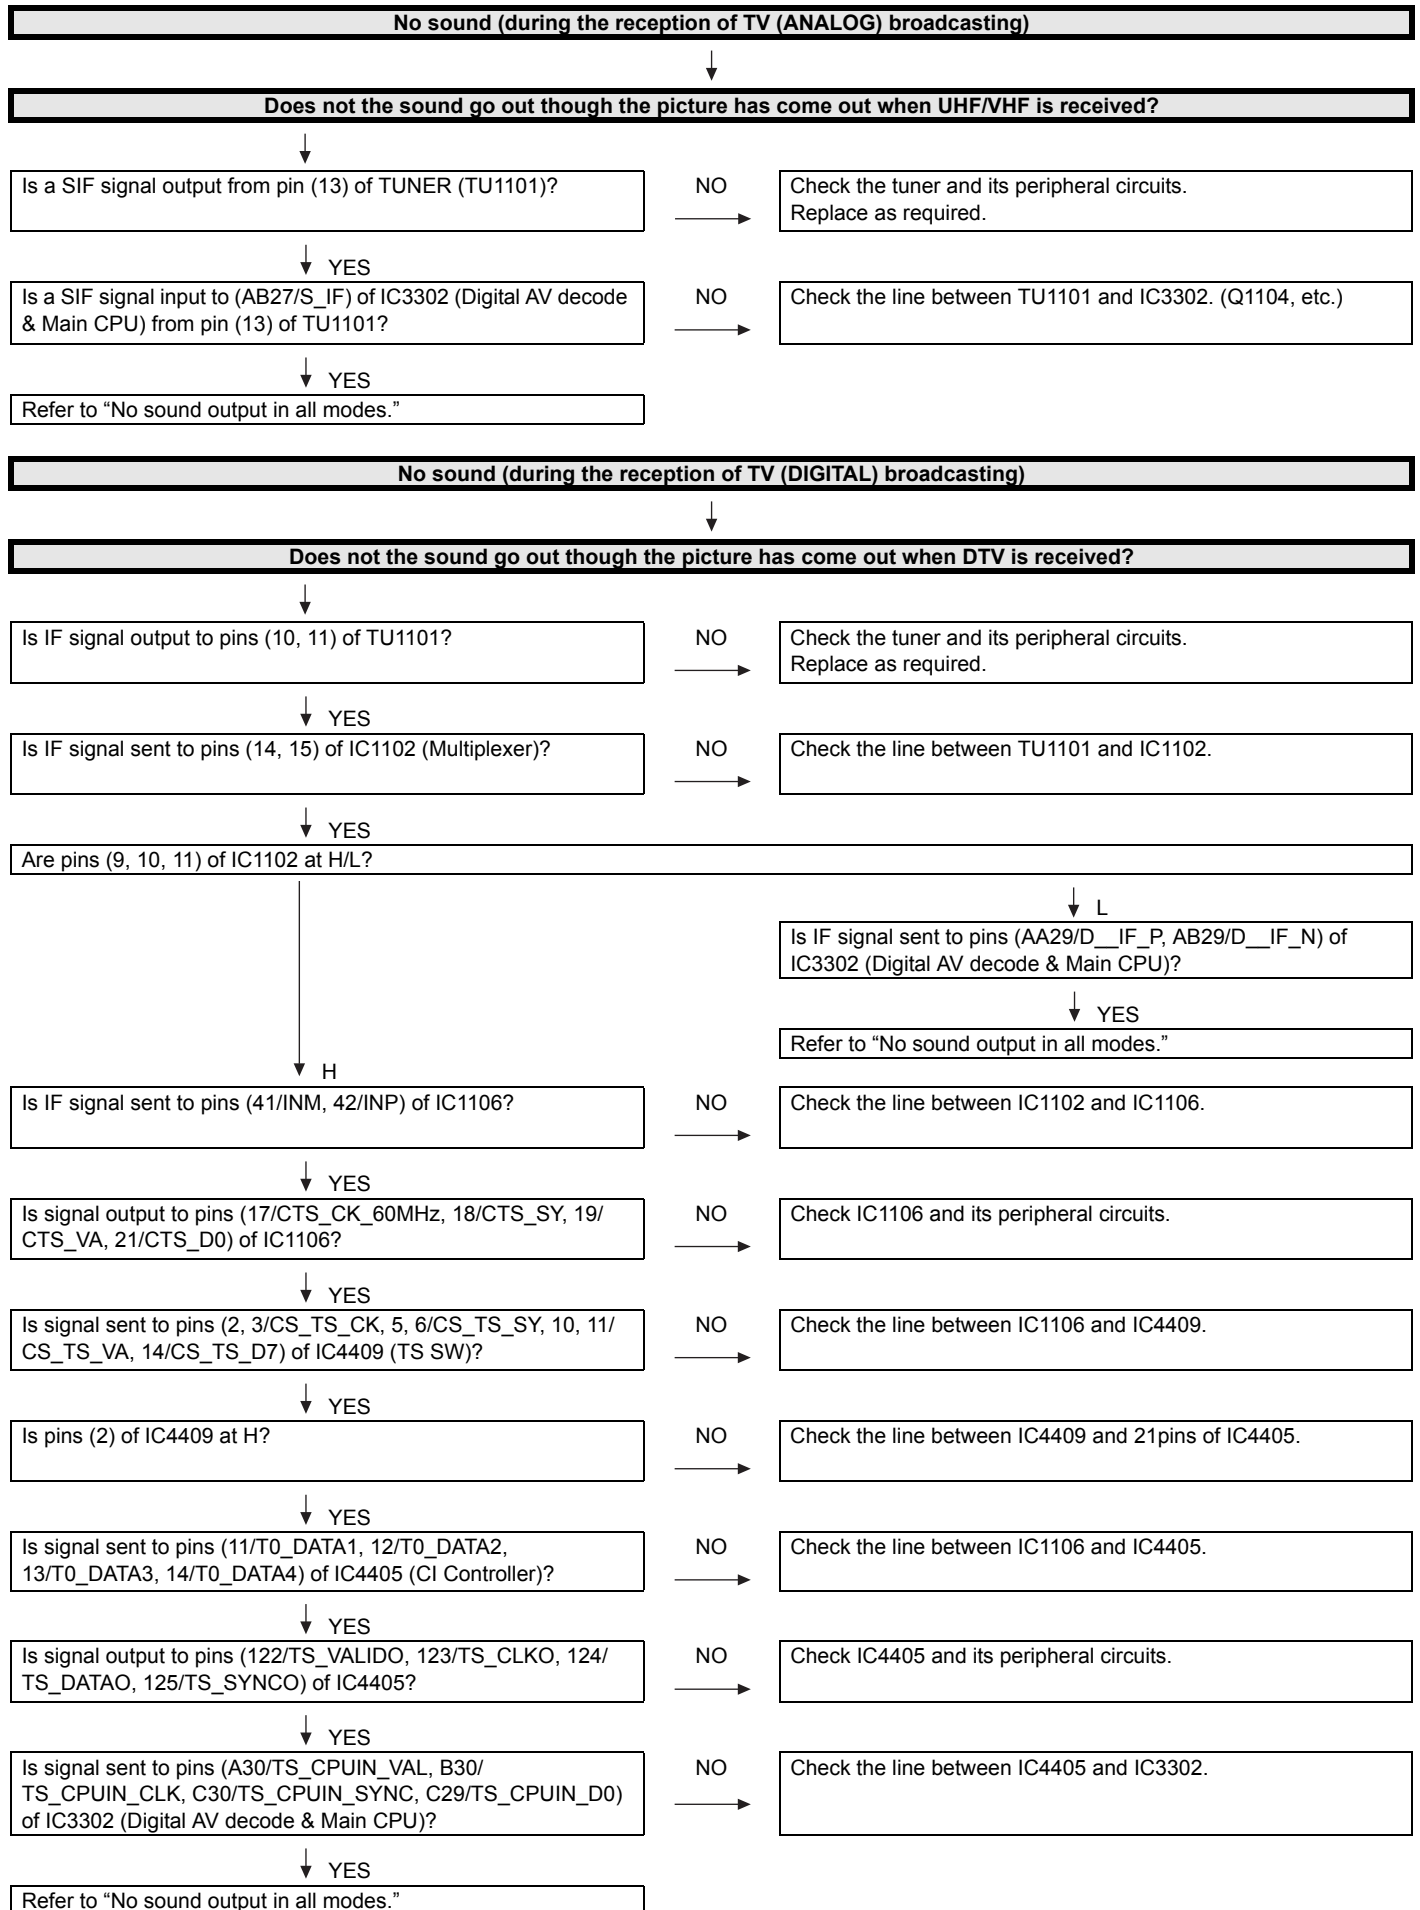 No sound (during the reception of TV (ANALOG) broadcasting)
Does not the sound go out though the picture has come out when UHF/VHF is received?
Is a SIF signal output from pin (13) of TUNER (TU1101)?
NO
Check the tuner and its peripheral circuits.
Replace as required.
YES
Is a SIF signal input to (AB27/S_IF) of IC3302 (Digital AV decode
& Main CPU) from pin (13) of TU1101?
NO
Check the line between TU1101 and IC3302. (Q1104, etc.)
YES
Refer to “No sound output in all modes.”
No sound (during the reception of TV (DIGITAL) broadcasting)
Does not the sound go out though the picture has come out when DTV is received?
Is IF signal output to pins (10, 11) of TU1101?
NO
Check the tuner and its peripheral circuits.
Replace as required.
YES
Is IF signal sent to pins (14, 15) of IC1102 (Multiplexer)?
NO
Check the line between TU1101 and IC1102.
YES
Are pins (9, 10, 11) of IC1102 at H/L?
L
Is IF signal sent to pins (AA29/D__IF_P, AB29/D__IF_N) of
IC3302 (Digital AV decode & Main CPU)?
YES
Refer to “No sound output in all modes.”
H
Is IF signal sent to pins (41/INM, 42/INP) of IC1106?
NO
Check the line between IC1102 and IC1106.
YES
Is signal output to pins (17/CTS_CK_60MHz, 18/CTS_SY, 19/
CTS_VA, 21/CTS_D0) of IC1106?
NO
Check IC1106 and its peripheral circuits.
YES
Is signal sent to pins (2, 3/CS_TS_CK, 5, 6/CS_TS_SY, 10, 11/
CS_TS_VA, 14/CS_TS_D7) of IC4409 (TS SW)?
NO
Check the line between IC1106 and IC4409.
YES
Is pins (2) of IC4409 at H?
NO
Check the line between IC4409 and 21pins of IC4405.
YES
Is signal sent to pins (11/T0_DATA1, 12/T0_DATA2,
13/T0_DATA3, 14/T0_DATA4) of IC4405 (CI Controller)?
NO
Check the line between IC1106 and IC4405.
YES
Is signal output to pins (122/TS_VALIDO, 123/TS_CLKO, 124/
TS_DATAO, 125/TS_SYNCO) of IC4405?
NO
Check IC4405 and its peripheral circuits.
YES
Is signal sent to pins (A30/TS_CPUIN_VAL, B30/
TS_CPUIN_CLK, C30/TS_CPUIN_SYNC, C29/TS_CPUIN_D0)
of IC3302 (Digital AV decode & Main CPU)?
NO
Check the line between IC4405 and IC3302.
YES
Refer to “No sound output in all modes.”